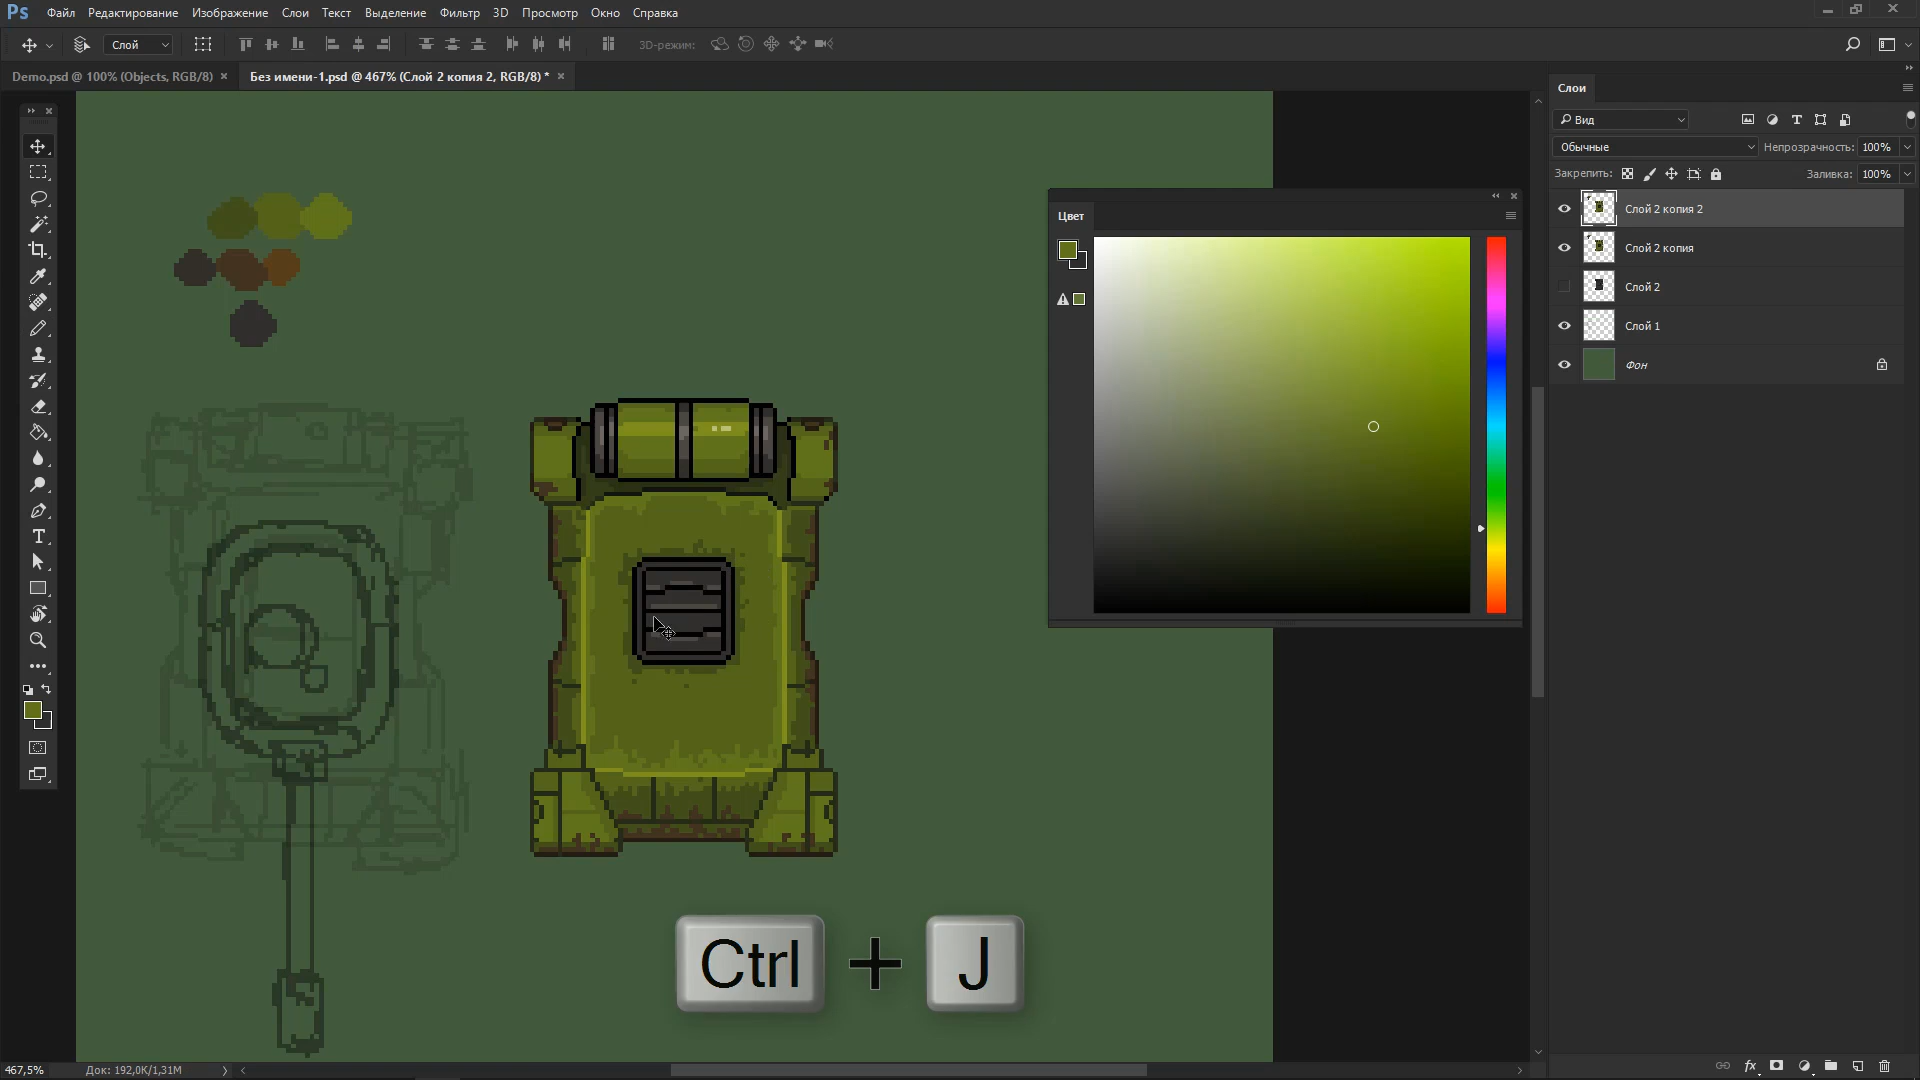 Ps Файл Редактирование Изображение Слои Текст Выделение Фильтр 3D Просмотр Окно Справка
Слой 3D-режим:
Demo.psd @ 100% (Objects, RGB/8) × Без имени-1.psd @ 467% (Слой 2 копия 2, RGB/8) * ×
Слои
Вид
Обычные Непрозрачность: 100%
Закрепить: Заливка: 100%
Слой 2 копия 2
Слой 2 копия
Слой 2
Слой 1
Фон
Цвет
Ctrl + J
467,5% Док: 192,0K/1,31M